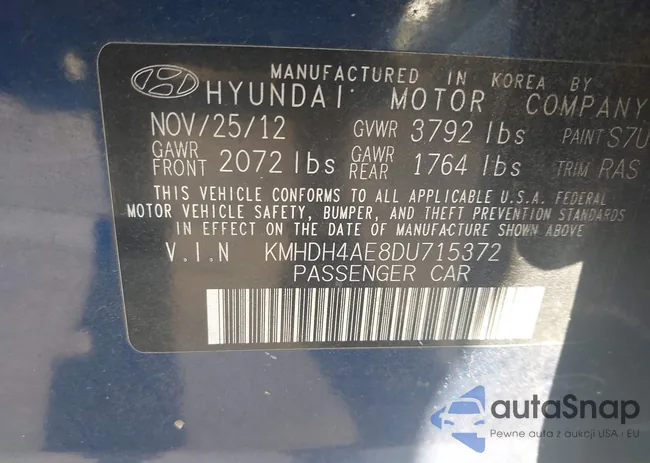 MANUFACTURED IN KOREA BY
HYUNDAI MOTOR COMPANY
NOV/25/12 GVWR 3792 lbs PAINT S7U
GAWR FRONT 2072 lbs GAWR REAR 1764 lbs TRIM RAS
THIS VEHICLE CONFORMS TO ALL APPLICABLE U.S.A. FEDERAL
MOTOR VEHICLE SAFETY, BUMPER, AND THEFT PREVENTION STANDARDS
IN EFFECT ON THE DATE OF MANUFACTURE SHOWN ABOVE
V.I.N KMHDH4AE8DU715372
PASSENGER CAR
autoSnap
Pewne auta z aukcji USA i EU